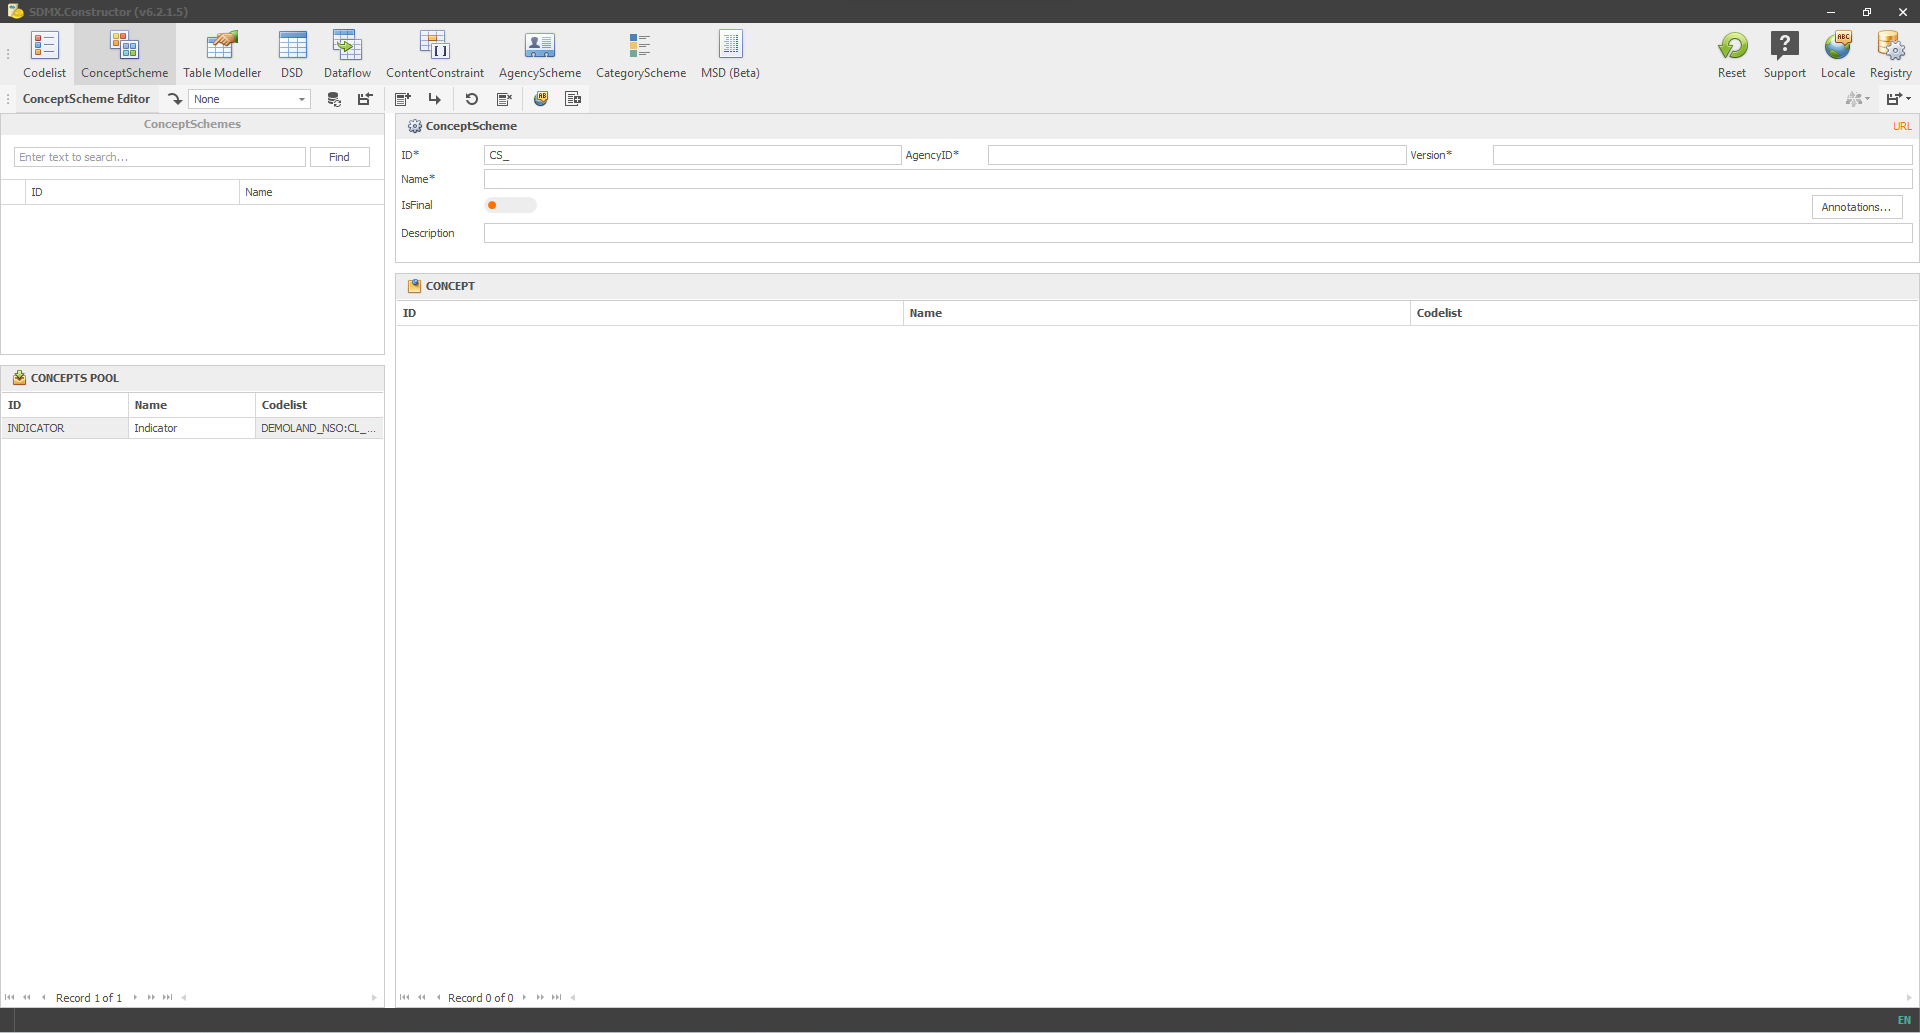 SDMX.Constructor (v6.2.1.5)
Codelist
ConceptScheme
Table Modeller
DSD
Dataflow
ContentConstraint
AgencyScheme
CategoryScheme
MSD (Beta)
Reset
Support
Locale
Registry
ConceptScheme Editor
None
ConceptSchemes
Enter text to search...
Find
ID
Name
CONCEPTS POOL
ID
Name
Codelist
INDICATOR
Indicator
DEMOLAND_NSO:CL_...
Record 1 of 1
ConceptScheme
URL
ID*
CS_
AgencyID*
Version*
Name*
IsFinal
Annotations...
Description
CONCEPT
ID
Name
Codelist
Record 0 of 0
EN